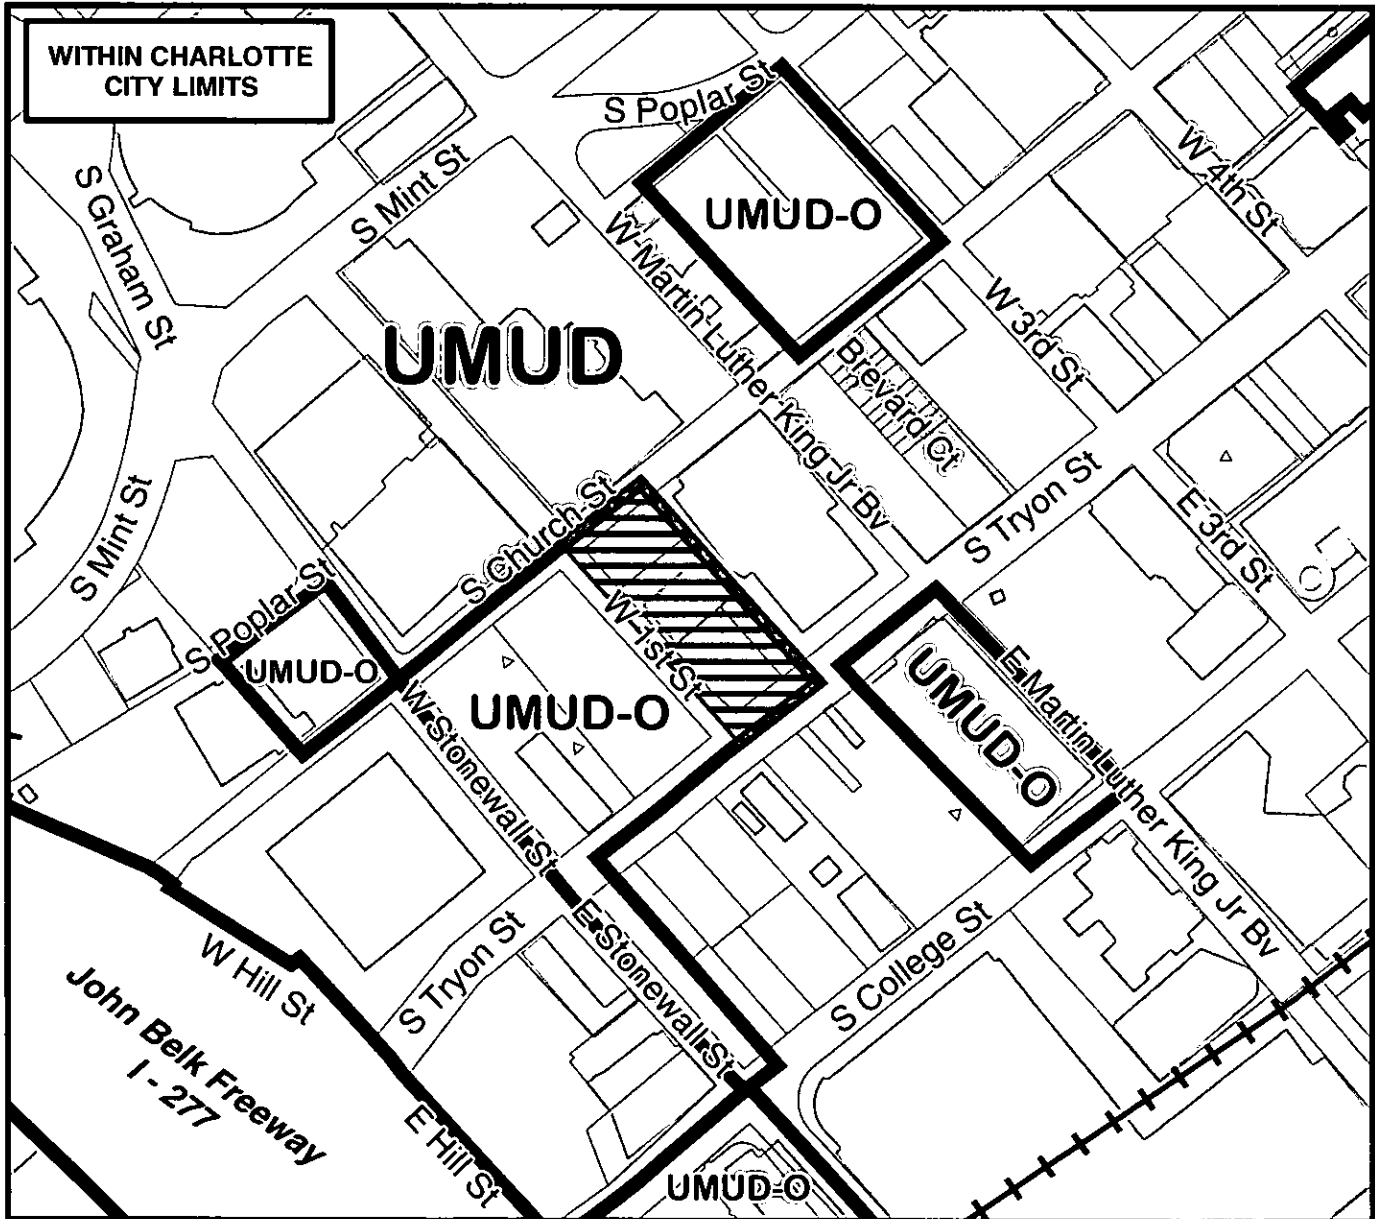 WITHIN CHARLOTTE
CITY LIMITS
S Poplar St
W 4th St
S Mint St
S Graham St
UMUD-O
W Martin Luther King Jr Bv
W 3rd St
UMUD
Brevard Ct
S Tryon St
E 3rd St
S Mint St
S Church St
S Poplar St
W 1st St
UMUD-O
UMUD-O
UMUD-O
E Martin Luther King Jr Bv
W Stonewall St
E Stonewall St
S College St
S Tryon St
W Hill St
John Belk Freeway
I - 277
E Hill St
UMUD-O